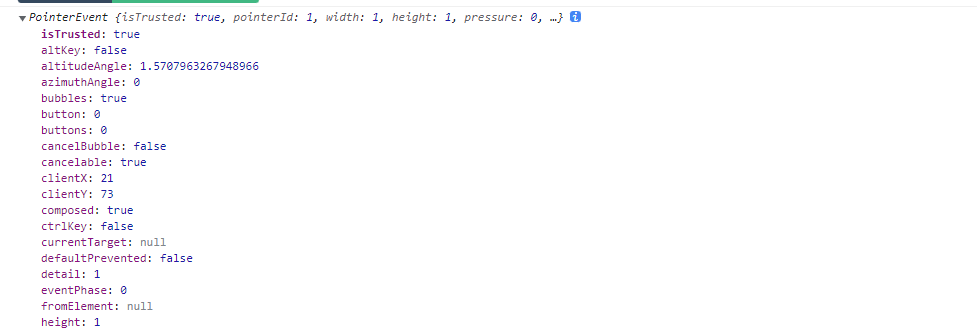 PointerEvent {isTrusted: true, pointerId: 1, width: 1, height: 1, pressure: 0, …}
isTrusted: true
altKey: false
altitudeAngle: 1.5707963267948966
azimuthAngle: 0
bubbles: true
button: 0
buttons: 0
cancelBubble: false
cancelable: true
clientX: 21
clientY: 73
composed: true
ctrlKey: false
currentTarget: null
defaultPrevented: false
detail: 1
eventPhase: 0
fromElement: null
height: 1